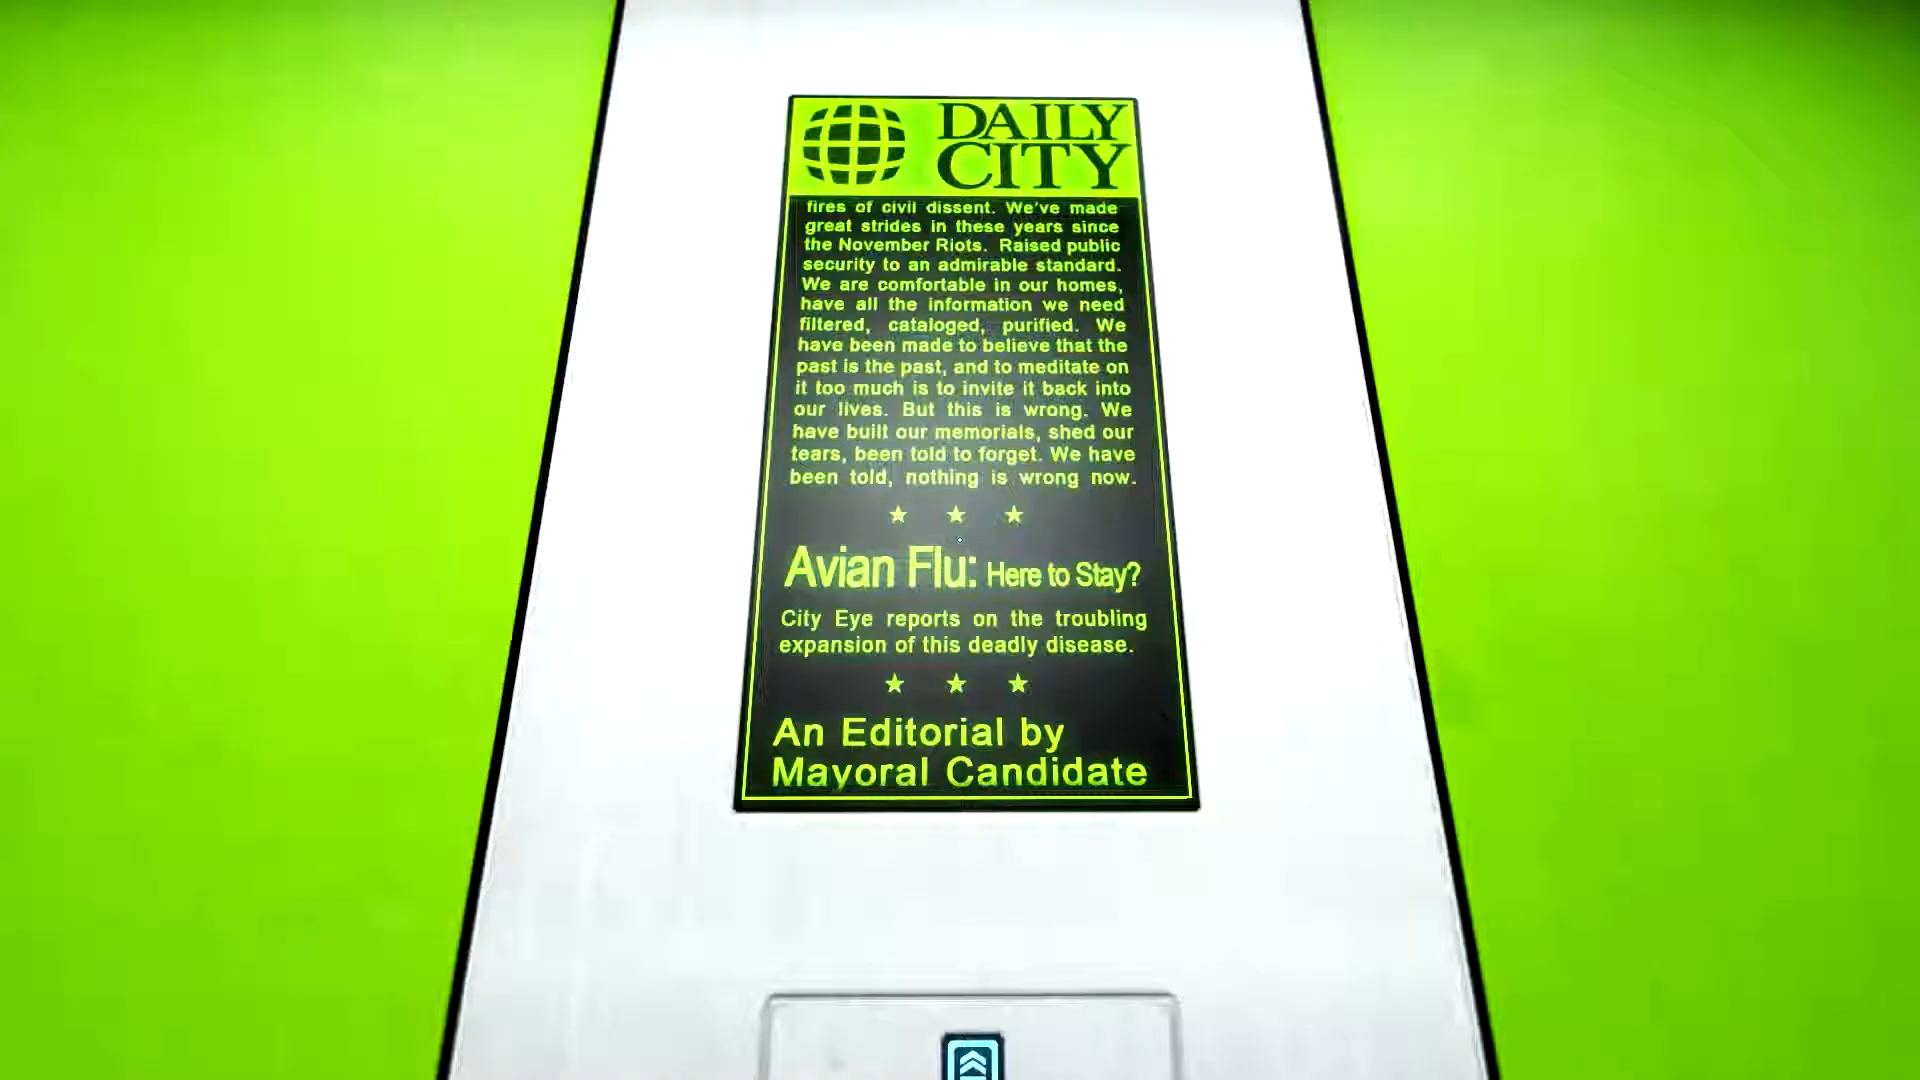 DAILY
CITY
fires of civil dissent. We've made
great strides in these years since
the November Riots. Raised public
security to an admirable standard.
We are comfortable in our homes,
have all the information we need
filtered, cataloged, purified. We
have been made to believe that the
past is the past, and to meditate on
it too much is to invite it back into
our lives. But this is wrong. We
have built our memorials, shed our
tears, been told to forget. We have
been told, nothing is wrong now.
★ ★ ★
Avian Flu: Here to Stay?
City Eye reports on the troubling
expansion of this deadly disease.
★ ★ ★
An Editorial by
Mayoral Candidate